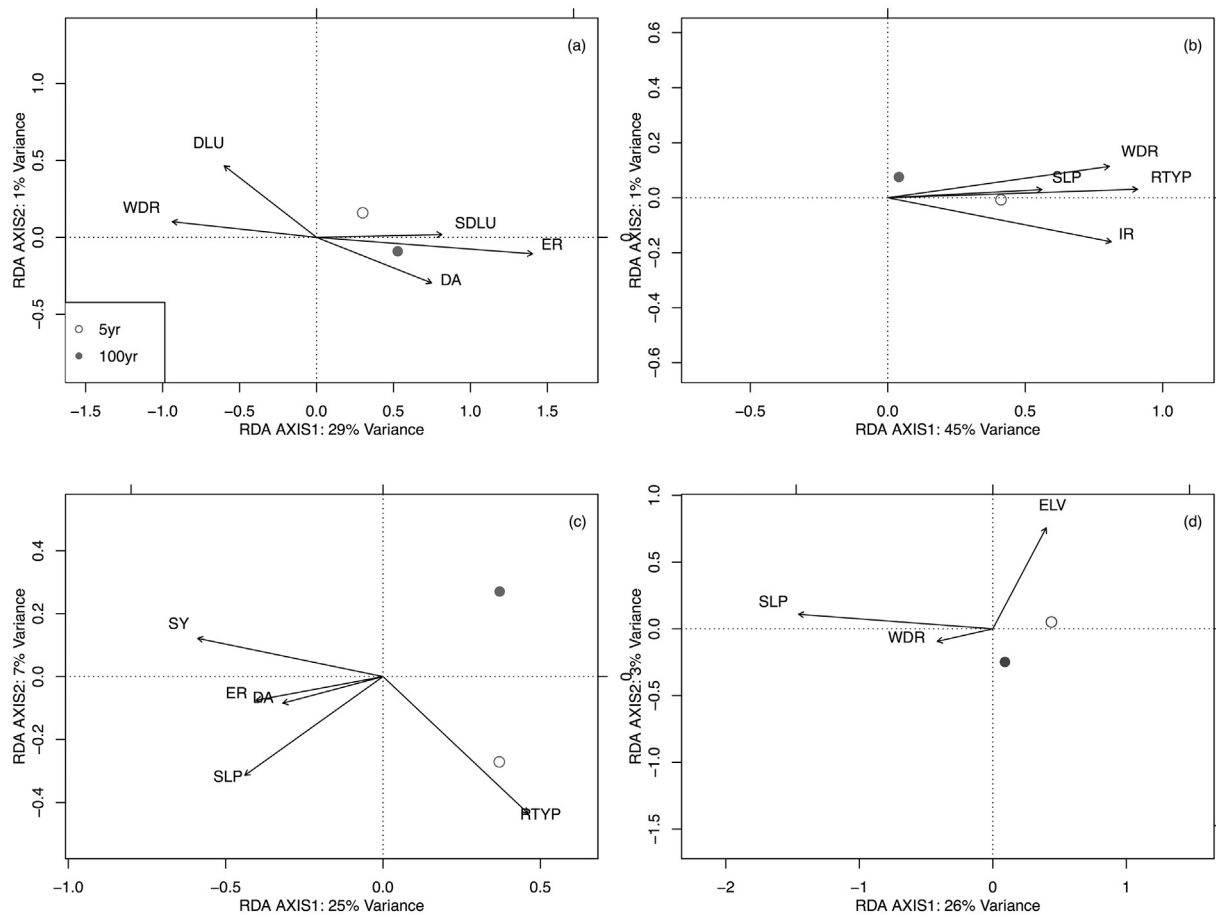 (a)
RDA AXIS2: 1% Variance
1.0
0.5
0.0
−0.5
DLU
WDR
SDLU
ER
DA
5yr
100yr
−1.5 −1.0 −0.5 0.0 0.5 1.0 1.5
RDA AXIS1: 29% Variance
(b)
RDA AXIS2: 1% Variance
0
0.6
0.4
0.2
0.0
−0.2
−0.4
−0.6
WDR
SLP
RTYP
IR
−0.5 0.0 0.5 1.0
RDA AXIS1: 45% Variance
(c)
RDA AXIS2: 7% Variance
0.4
0.2
0.0
−0.2
−0.4
SY
ER
DA
SLP
RTYP
−1.0 −0.5 0.0 0.5
RDA AXIS1: 25% Variance
(d)
RDA AXIS2: 3% Variance
0
1.0
0.5
0.0
−0.5
−1.0
−1.5
ELV
SLP
WDR
−2 −1 0 1
RDA AXIS1: 26% Variance